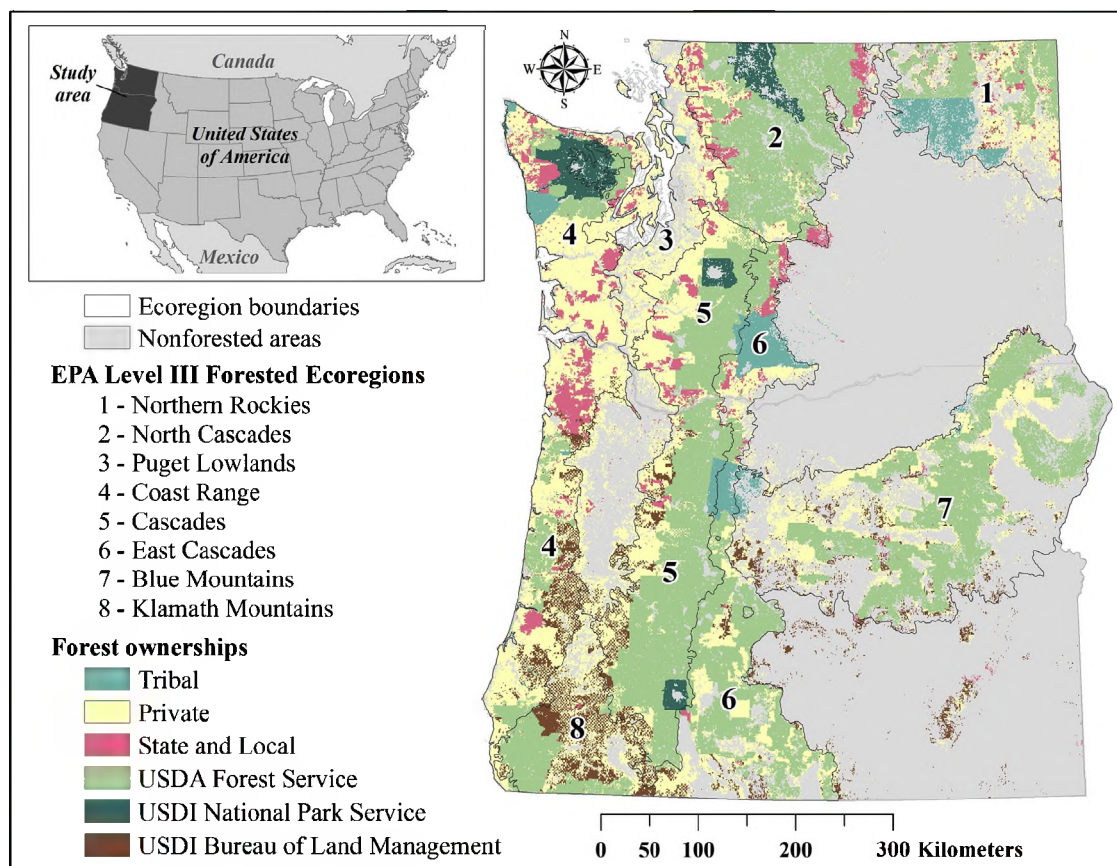 Canada
Study
area
United States
of America
Mexico
N
W
E
S
Ecoregion boundaries
Nonforested areas
EPA Level III Forested Ecoregions
1 - Northern Rockies
2 - North Cascades
3 - Puget Lowlands
4 - Coast Range
5 - Cascades
6 - East Cascades
7 - Blue Mountains
8 - Klamath Mountains
Forest ownerships
Tribal
Private
State and Local
USDA Forest Service
USDI National Park Service
USDI Bureau of Land Management
1
2
4
3
5
6
7
4
5
6
8
0 50 100 200 300 Kilometers